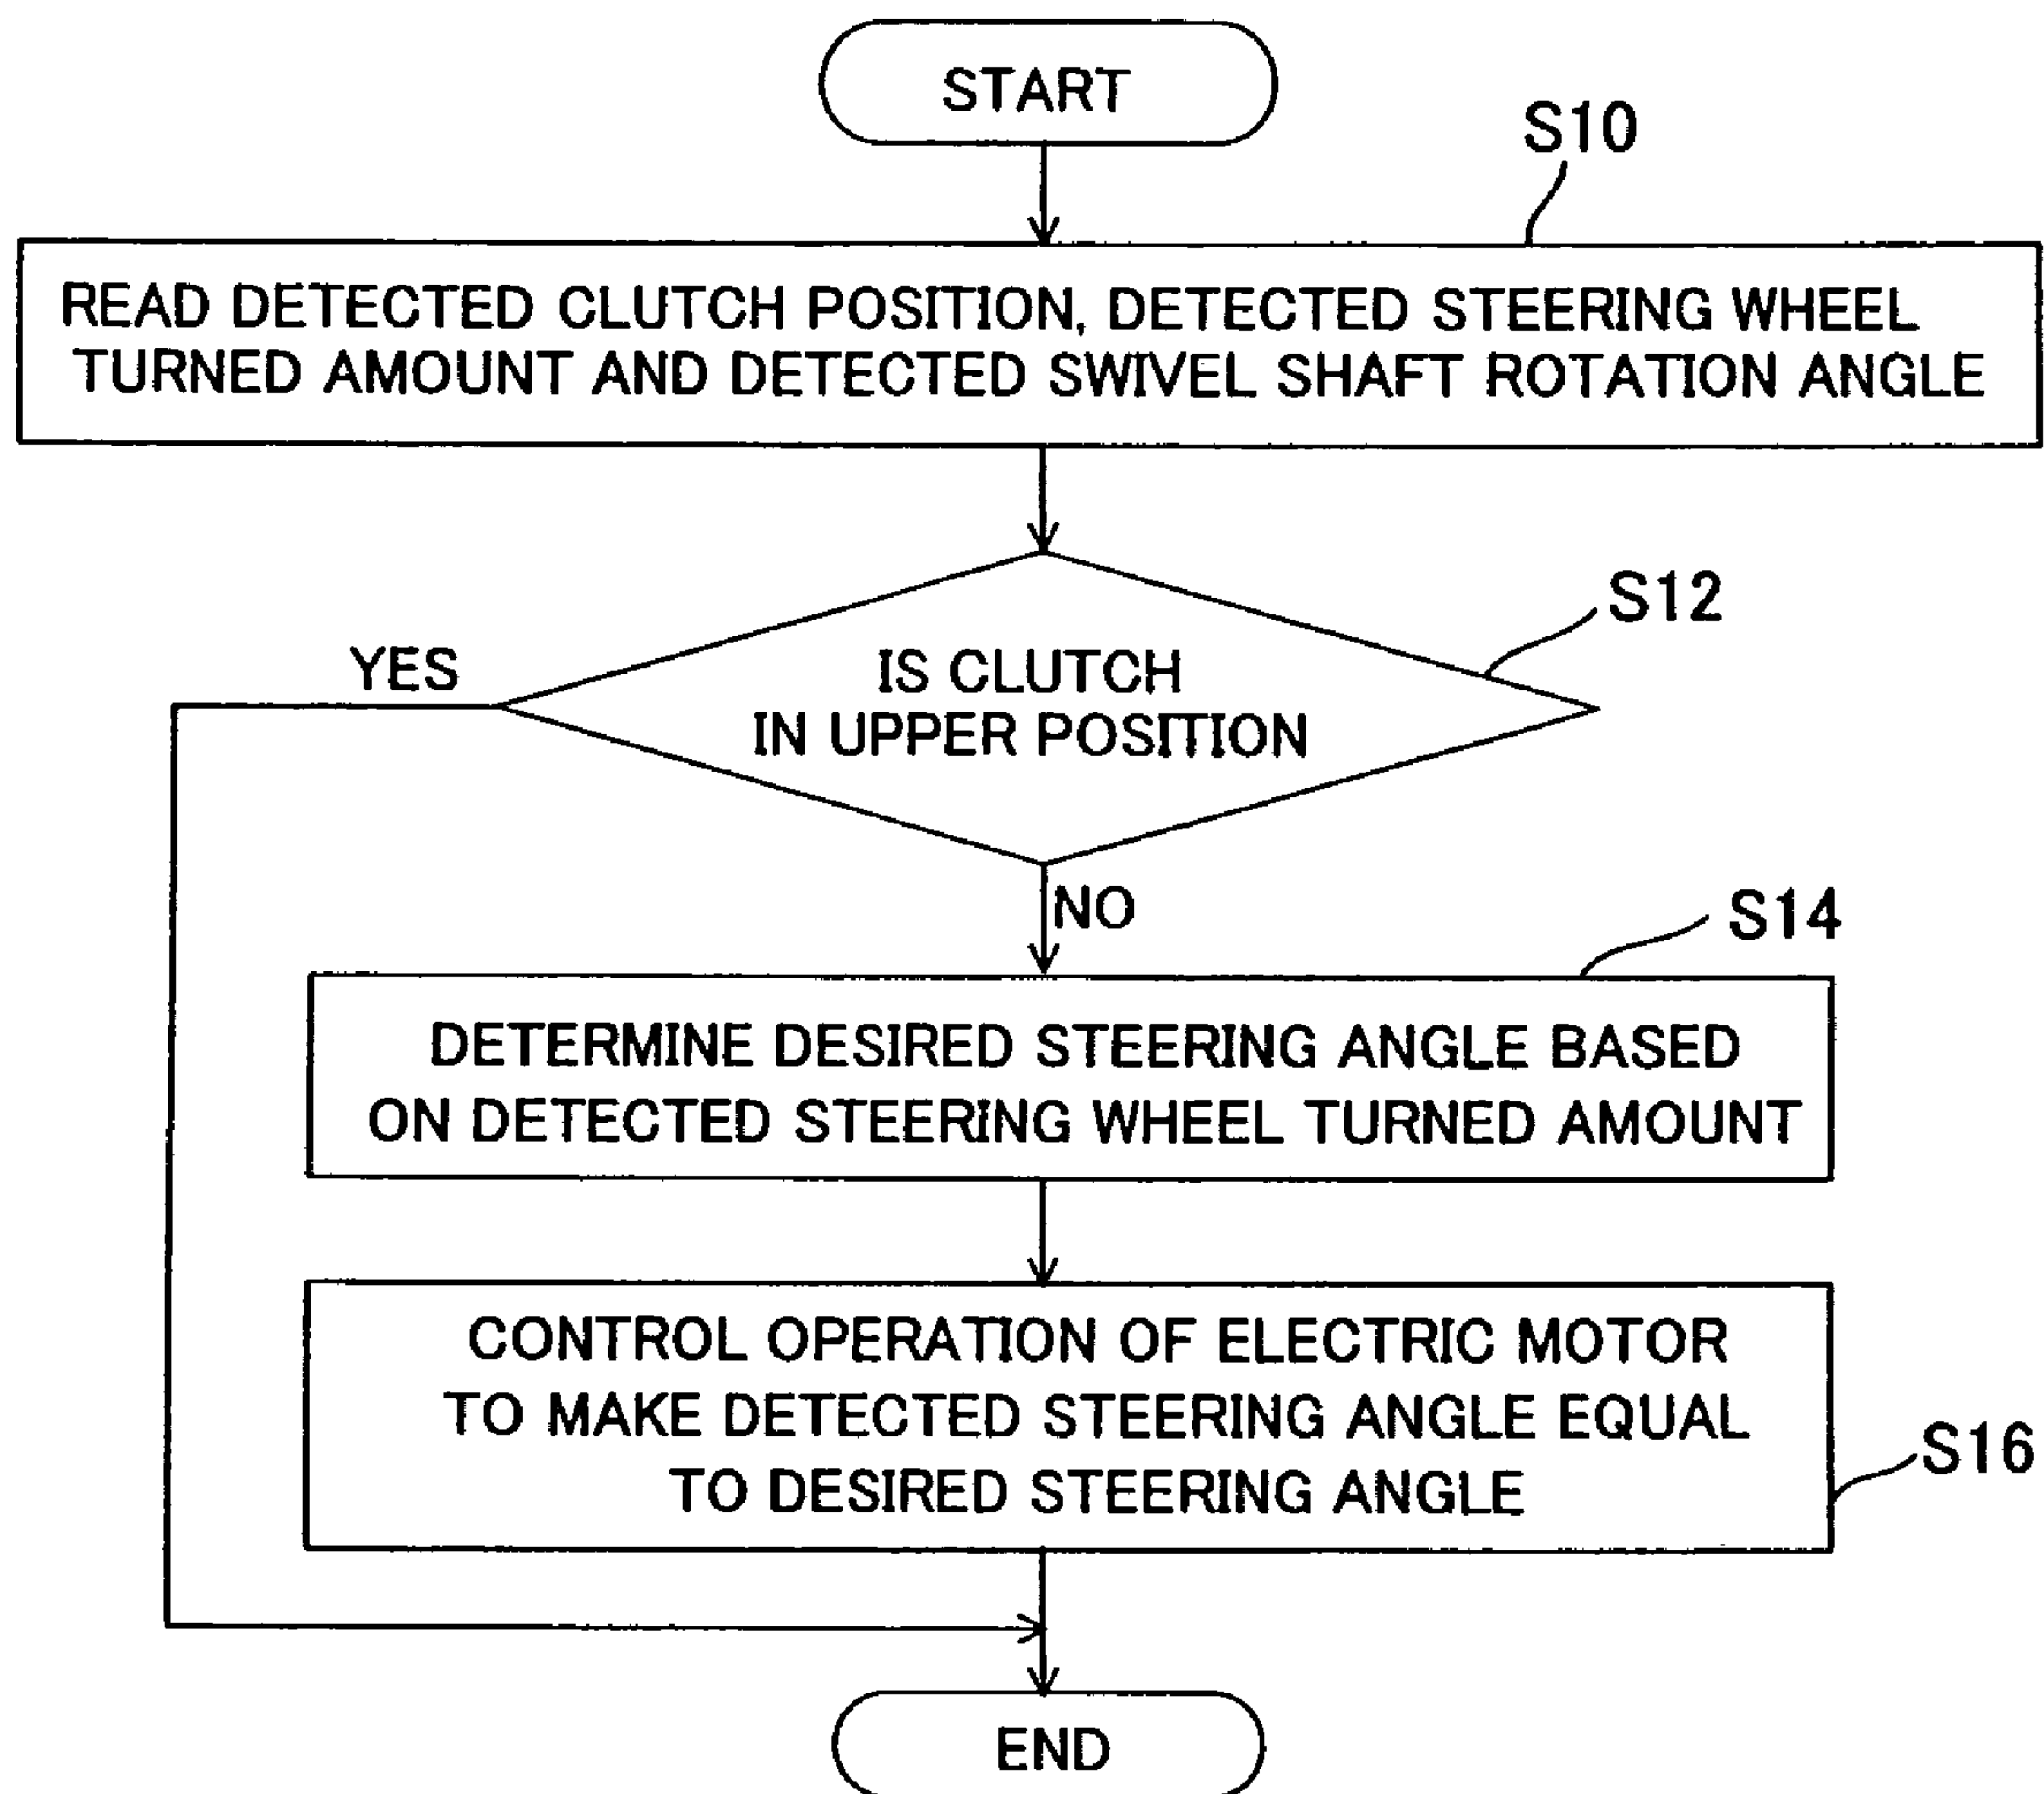 START
S10
READ DETECTED CLUTCH POSITION, DETECTED STEERING WHEEL
TURNED AMOUNT AND DETECTED SWIVEL SHAFT ROTATION ANGLE
S12
YES
IS CLUTCH
IN UPPER POSITION
NO
S14
DETERMINE DESIRED STEERING ANGLE BASED
ON DETECTED STEERING WHEEL TURNED AMOUNT
CONTROL OPERATION OF ELECTRIC MOTOR
TO MAKE DETECTED STEERING ANGLE EQUAL
S16
TO DESIRED STEERING ANGLE
END